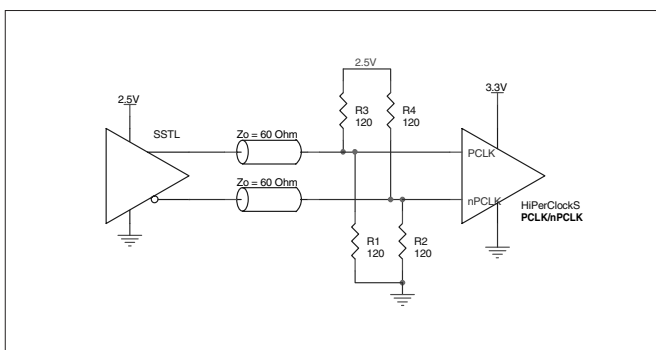 2.5V
3.3V
2.5V
R3
120
R4
120
SSTL
Zo = 60 Ohm
PCLK
Zo = 60 Ohm
nPCLK
HiPerClockS
PCLK/nPCLK
R1
120
R2
120